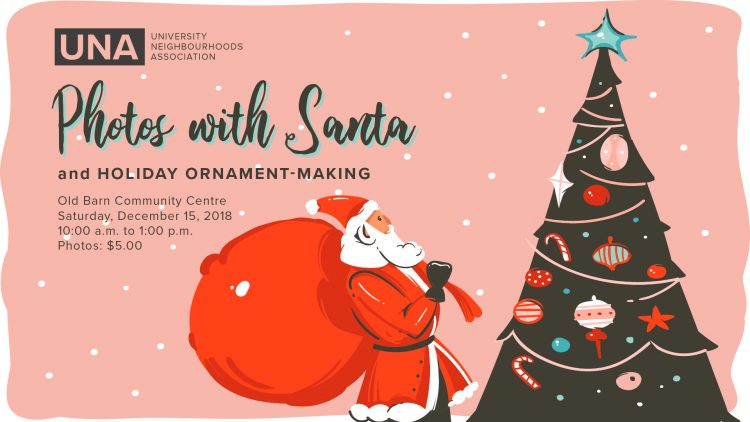 UNA
UNIVERSITY
NEIGHBOURHOODS
ASSOCIATION
Photos with Santa
and HOLIDAY ORNAMENT-MAKING
Old Barn Community Centre
Saturday, December 15, 2018
10:00 a.m. to 1:00 p.m.
Photos: $5.00